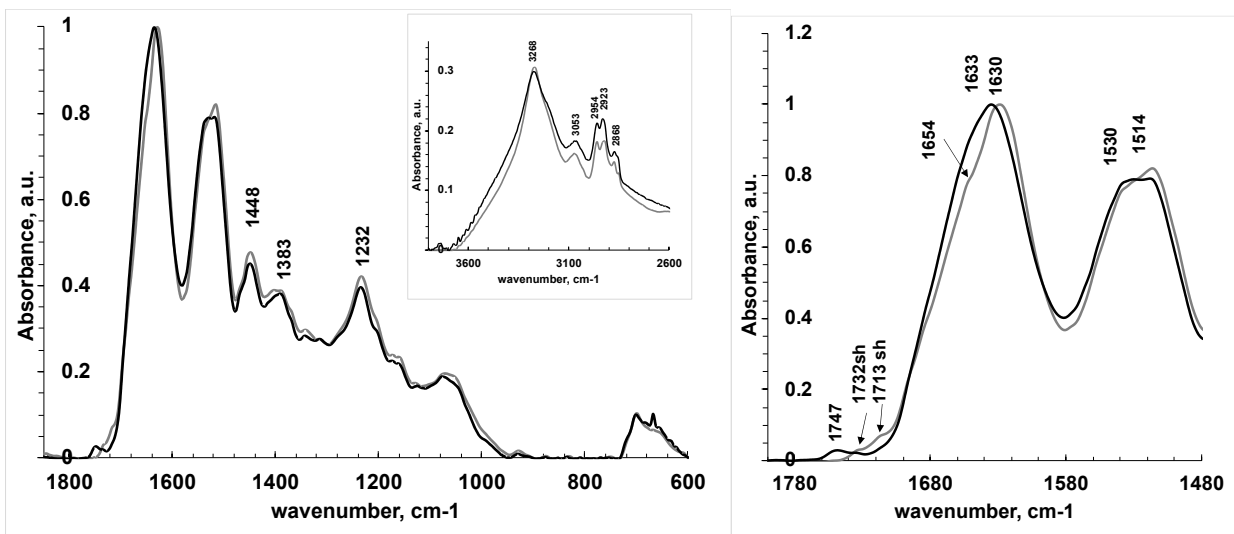 1
0.8
0.6
0.4
0.2
0
Absorbance, a.u.
1448
1383
1232
1800 1600 1400 1200 1000 800 600
wavenumber, cm-1
0.3
0.2
0.1
0
Absorbance, a.u.
3268
3053
2954
2923
2868
3600 3100 2600
wavenumber, cm-1
1.2
1
0.8
0.6
0.4
0.2
0
Absorbance, a.u.
1633
1630
1654
1530
1514
1747
1732sh
1713 sh
1780 1680 1580 1480
wavenumber, cm-1